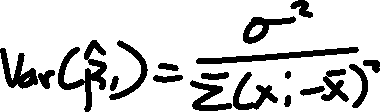 Var(β̂₁) = σ² / Σ(xᵢ - x̄)²